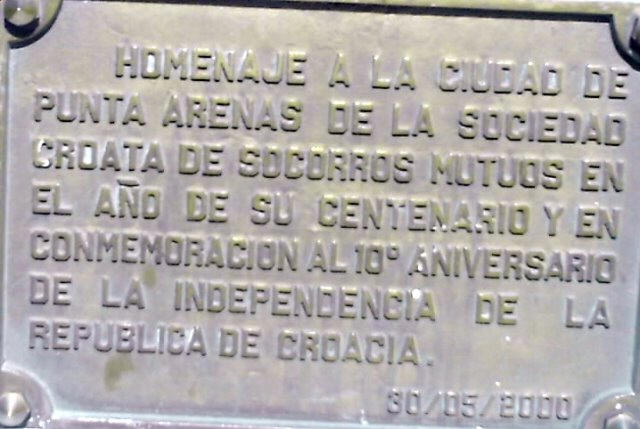 HOMENAJE A LA CIUDAD DE
PUNTA ARENAS DE LA SOCIEDAD
CROATA DE SOCORROS MUTUOS EN
EL AÑO DE SU CENTENARIO Y EN
CONMEMORACION AL 10º ANIVERSARIO
DE LA INDEPENDENCIA DE LA
REPUBLICA DE CROACIA.
30/05/2000